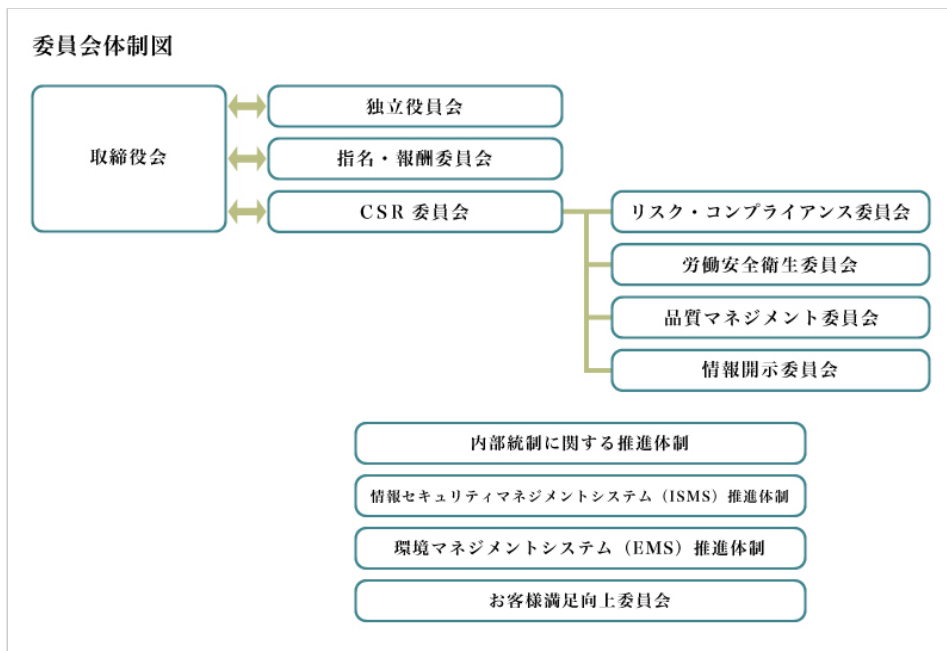 委員会体制図
取締役会
独立役員会
指名・報酬委員会
CSR 委員会
リスク・コンプライアンス委員会
労働安全衛生委員会
品質マネジメント委員会
情報開示委員会
内部統制に関する推進体制
情報セキュリティマネジメントシステム（ISMS）推進体制
環境マネジメントシステム（EMS）推進体制
お客様満足向上委員会